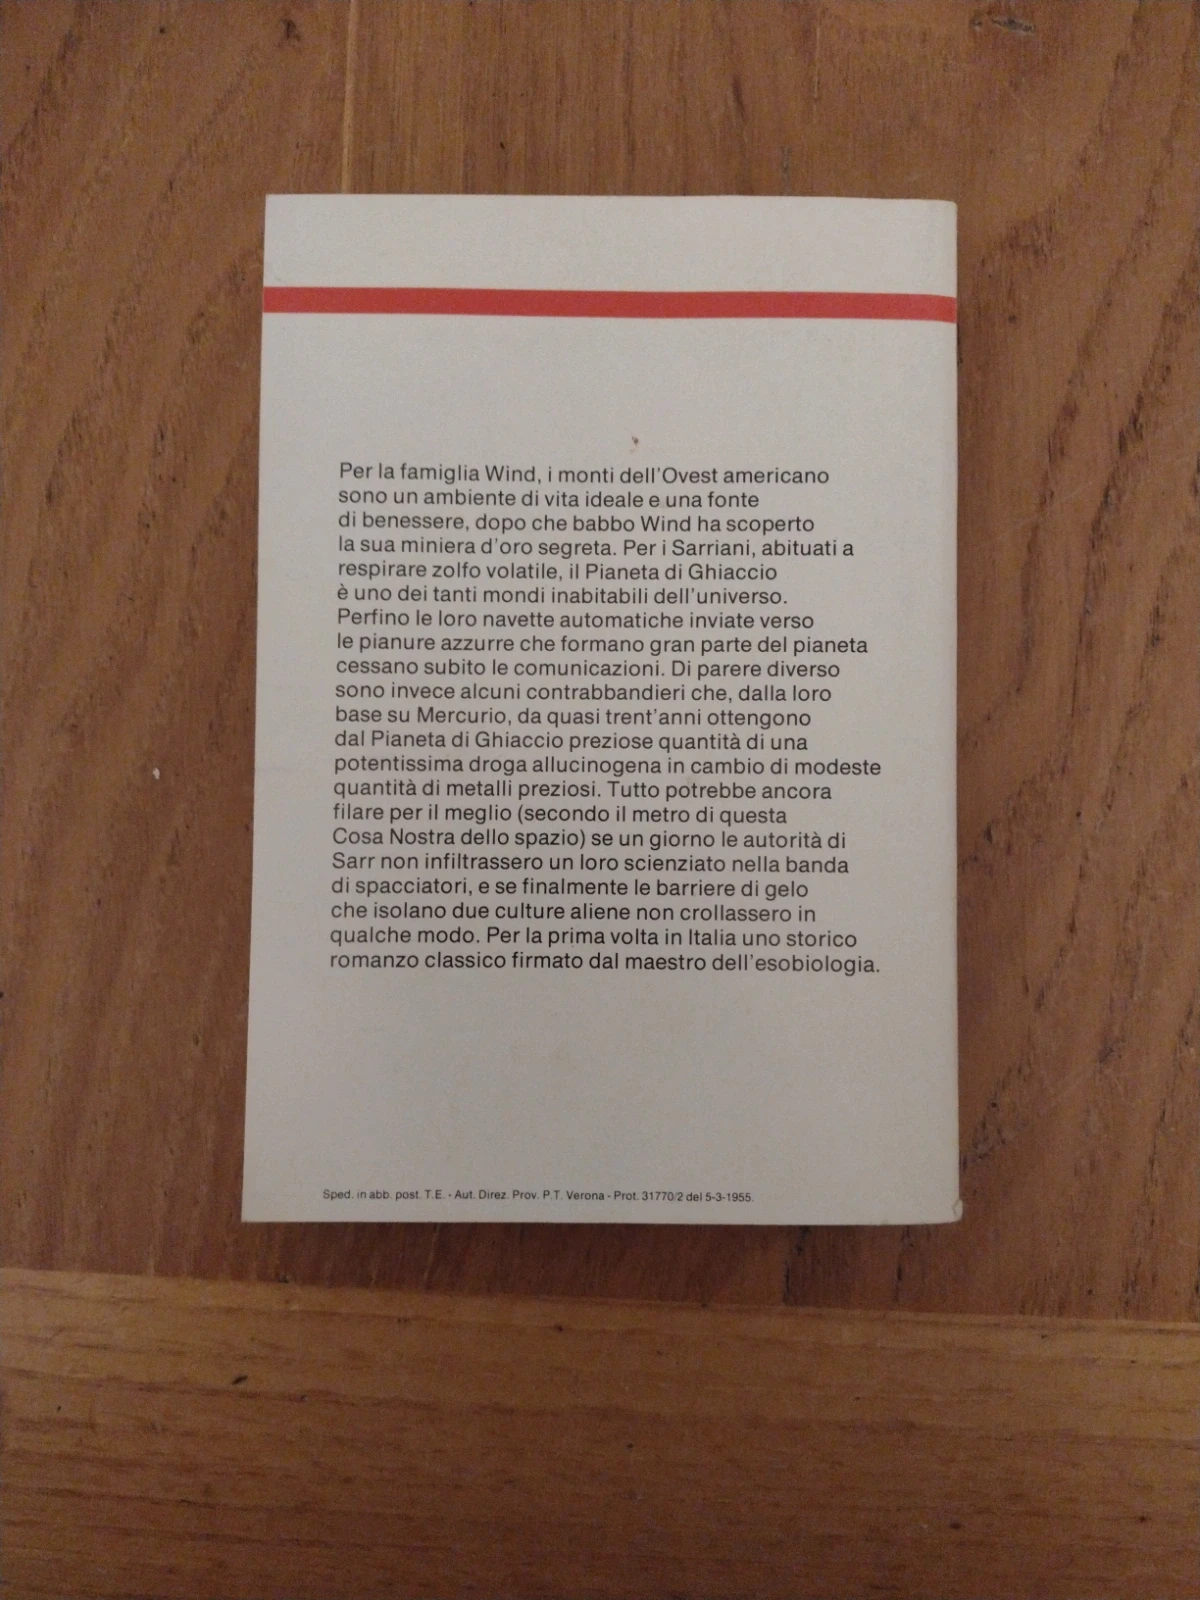 Per la famiglia Wind, i monti dell'Ovest americano
sono un ambiente di vita ideale e una fonte
di benessere, dopo che babbo Wind ha scoperto
la sua miniera d'oro segreta. Per i Sarriani, abituati a
respirare zolfo volatile, il Pianeta di Ghiaccio
è uno dei tanti mondi inabitabili dell'universo.
Perfino le loro navette automatiche inviate verso
le pianure azzurre che formano gran parte del pianeta
cessano subito le comunicazioni. Di parere diverso
sono invece alcuni contrabbandieri che, dalla loro
base su Mercurio, da quasi trent'anni ottengono
dal Pianeta di Ghiaccio preziose quantità di una
potentissima droga allucinogena in cambio di modeste
quantità di metalli preziosi. Tutto potrebbe ancora
filare per il meglio (secondo il metro di questa
Cosa Nostra dello spazio) se un giorno le autorità di
Sarr non infiltrassero un loro scienziato nella banda
di spacciatori, e se finalmente le barriere di gelo
che isolano due culture aliene non crollassero in
qualche modo. Per la prima volta in Italia uno storico
romanzo classico firmato dal maestro dell'esobiologia.
Sped. in abb. post. T.E. - Aut. Direz. Prov. P.T. Verona - Prot. 31770/2 del 5-3-1955.